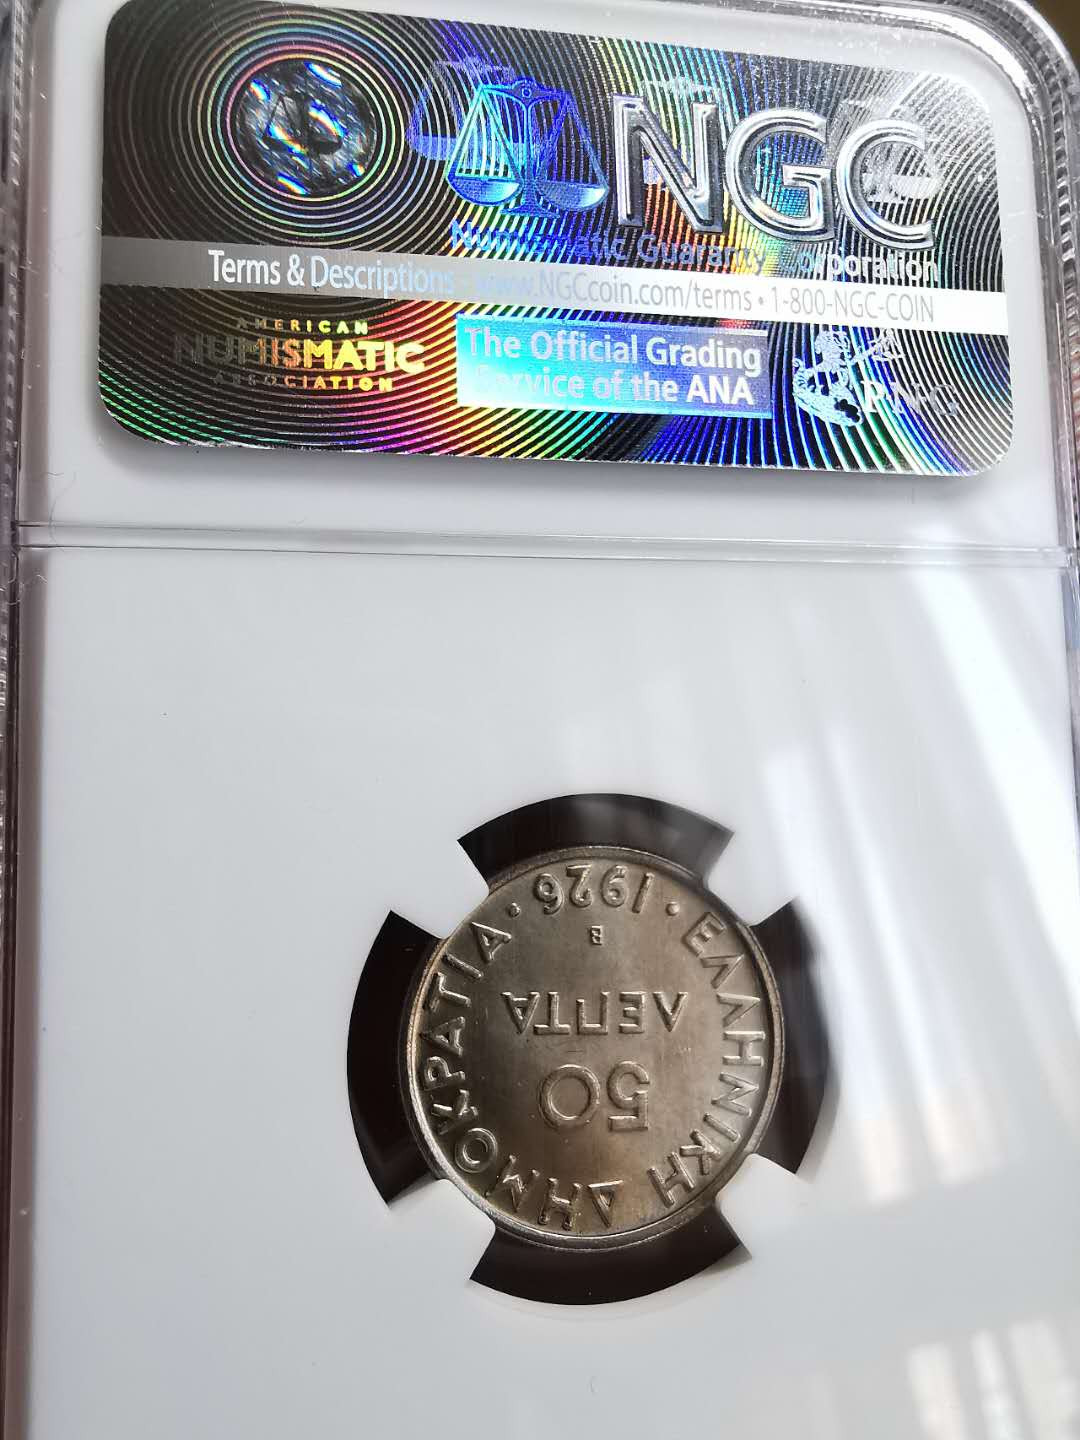 NGC
Numismatic Guaranty Corporation
Terms & Descriptions www.NGCcoin.com/terms • 1-800-NGC-COIN
AMERICAN
NUMISMATIC
ASSOCIATION
The Official Grading
Service of the ANA
PNG
ΕΛΛΗΝΙΚΗ ΔΗΜΟΚΡΑΤΙΑ • 1926 •
50
ΛΕΠΤΑ
B